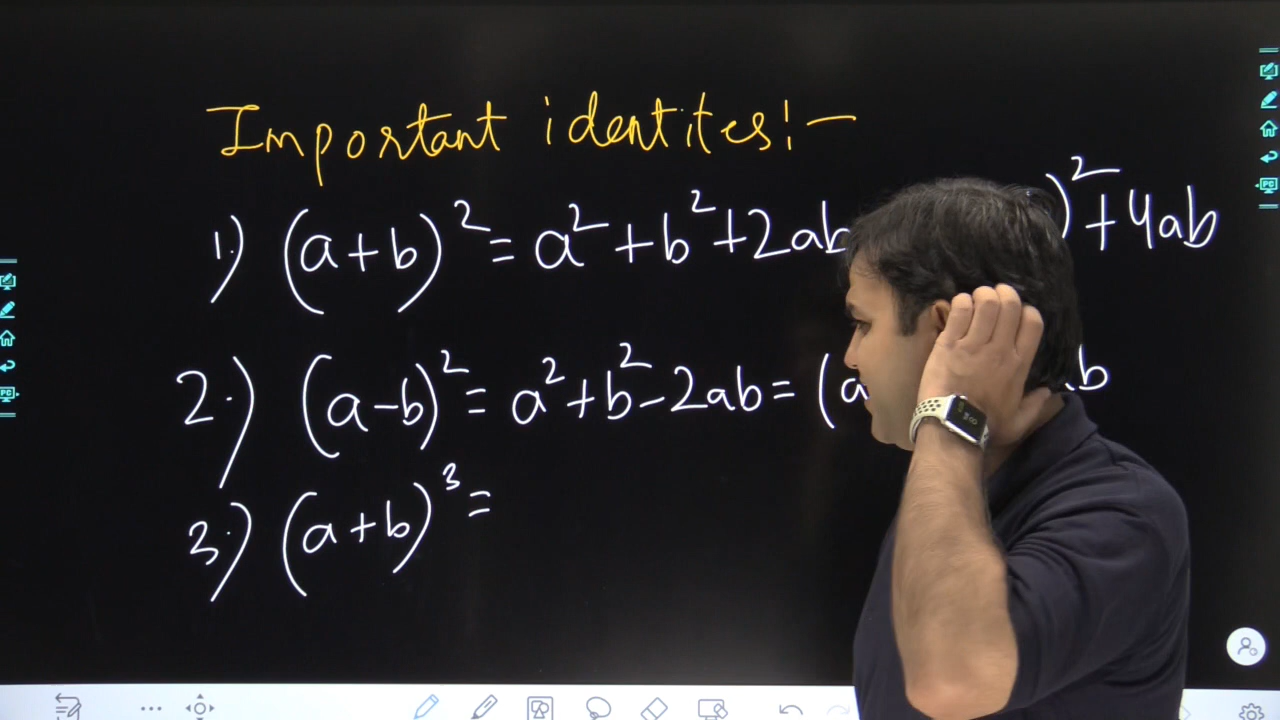 Important identites:-
1.) (a+b)² = a²+b²+2ab )²+4ab
2.) (a-b)² = a²+b²-2ab = (a b
3.) (a+b)³ =